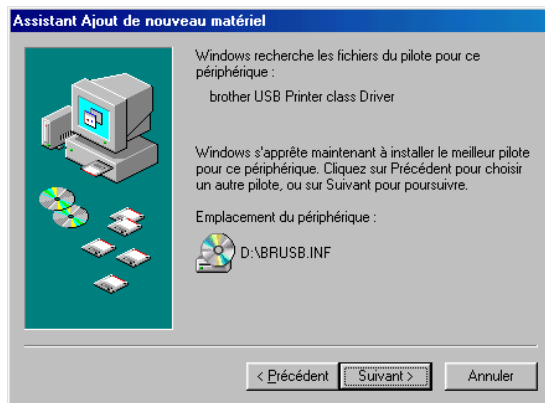 Assistant Ajout de nouveau matériel
Windows recherche les fichiers du pilote pour ce
périphérique :
brother USB Printer class Driver
Windows s'apprête maintenant à installer le meilleur pilote
pour ce périphérique. Cliquez sur Précédent pour choisir
un autre pilote, ou sur Suivant pour poursuivre.
Emplacement du périphérique :
D:\BRUSB.INF
< Précédent
Suivant >
Annuler